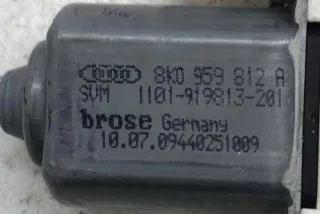 8K0 959 812 A
SVM 1101-919813-201
brose Germany
10.07.09440251009